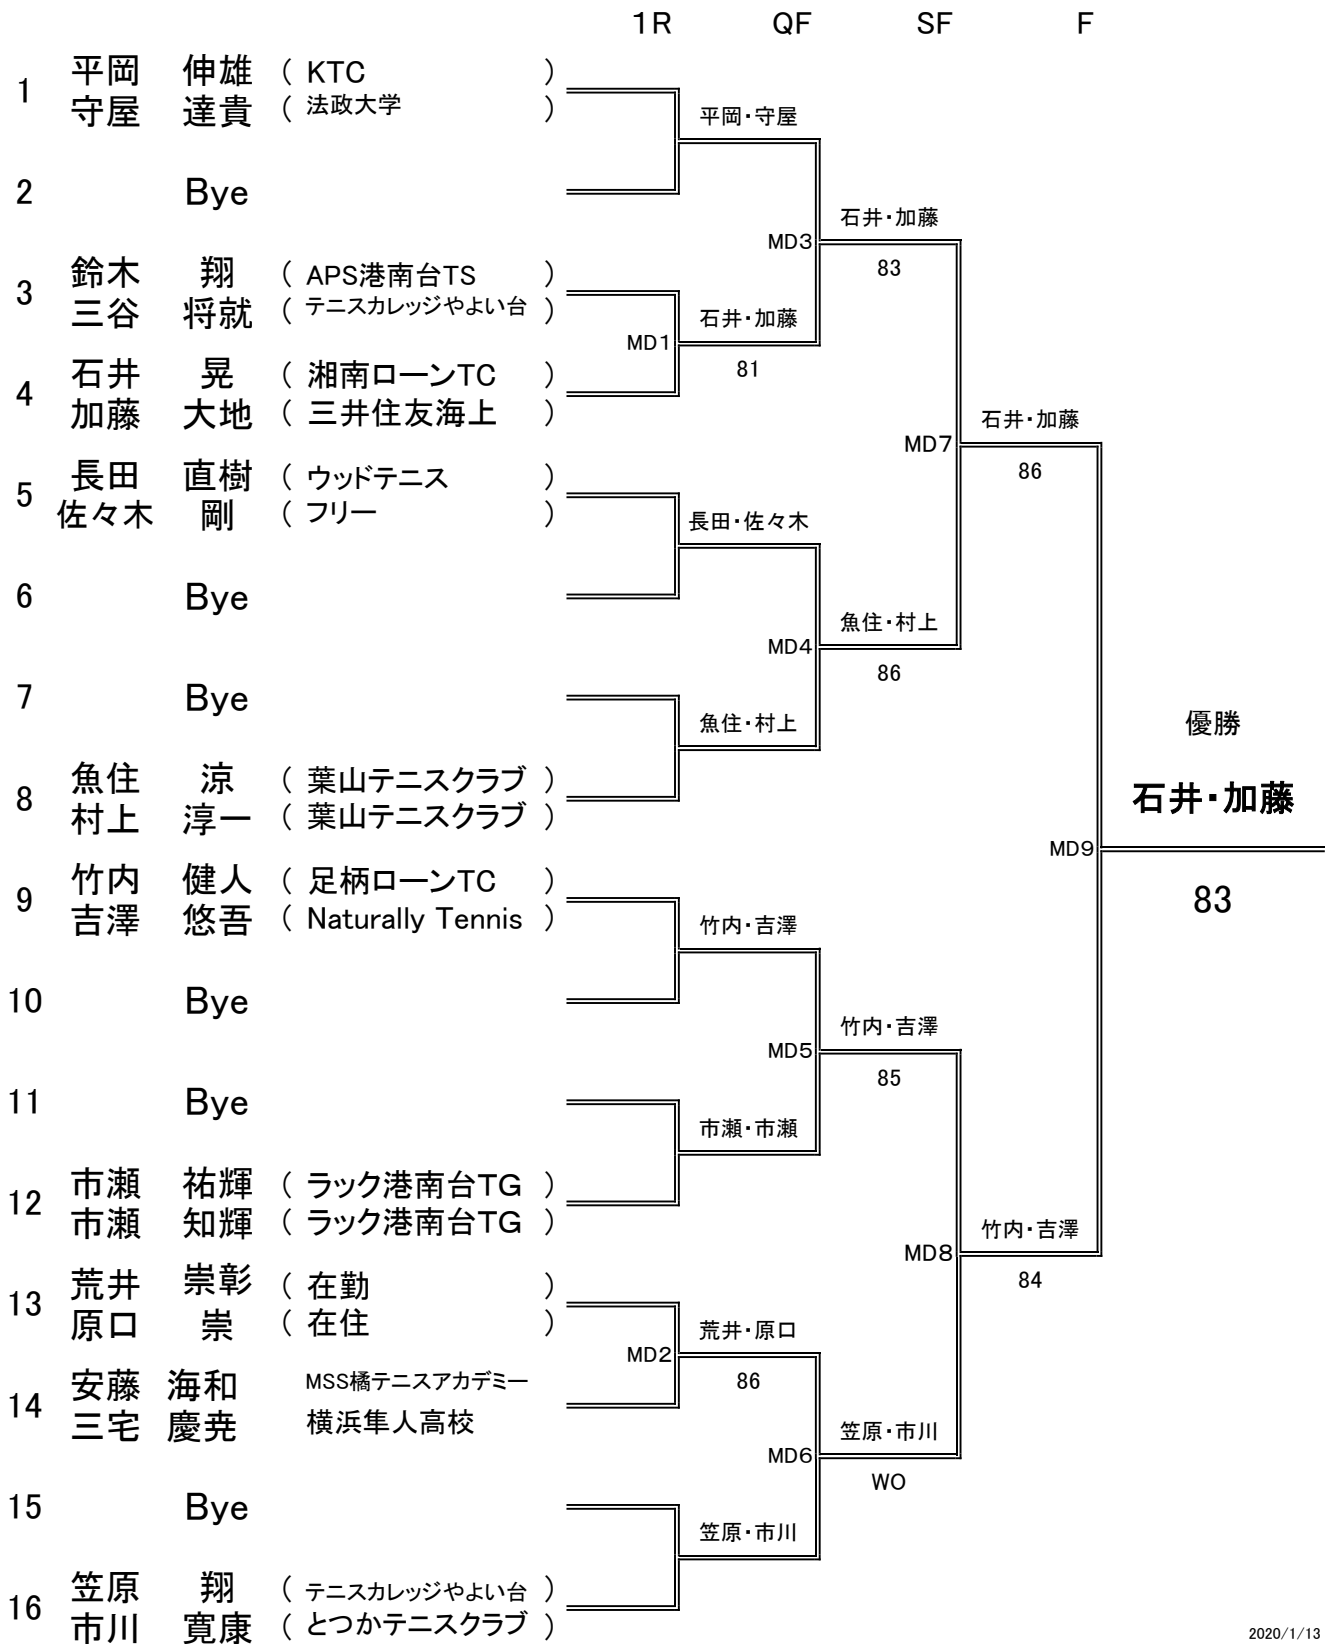 1R QF SF F
1 平岡 伸雄 ( KTC )
守屋 達貴 ( 法政大学 )
平岡・守屋
2 Bye
石井・加藤
MD3
83
3 鈴木 翔 ( APS港南台TS )
三谷 将就 ( テニスカレッジやよい台 )
石井・加藤
MD1
81
4 石井 晃 ( 湘南ローンTC )
加藤 大地 ( 三井住友海上 )
石井・加藤
MD7
86
5 長田 直樹 ( ウッドテニス )
佐々木 剛 ( フリー )
長田・佐々木
6 Bye
魚住・村上
MD4
86
7 Bye
魚住・村上
優勝
8 魚住 涼 ( 葉山テニスクラブ )
村上 淳一 ( 葉山テニスクラブ )
石井・加藤
MD9
83
9 竹内 健人 ( 足柄ローンTC )
吉澤 悠吾 ( Naturally Tennis )
竹内・吉澤
10 Bye
竹内・吉澤
MD5
85
11 Bye
市瀬・市瀬
12 市瀬 祐輝 ( ラック港南台TG )
市瀬 知輝 ( ラック港南台TG )
竹内・吉澤
MD8
84
13 荒井 崇彰 ( 在勤 )
原口 崇 ( 在住 )
荒井・原口
MD2
86
14 安藤 海和 MSS橘テニスアカデミー
三宅 慶尭 横浜隼人高校
笠原・市川
MD6
WO
15 Bye
笠原・市川
16 笠原 翔 ( テニスカレッジやよい台 )
市川 寛康 ( とつかテニスクラブ )
2020/1/13